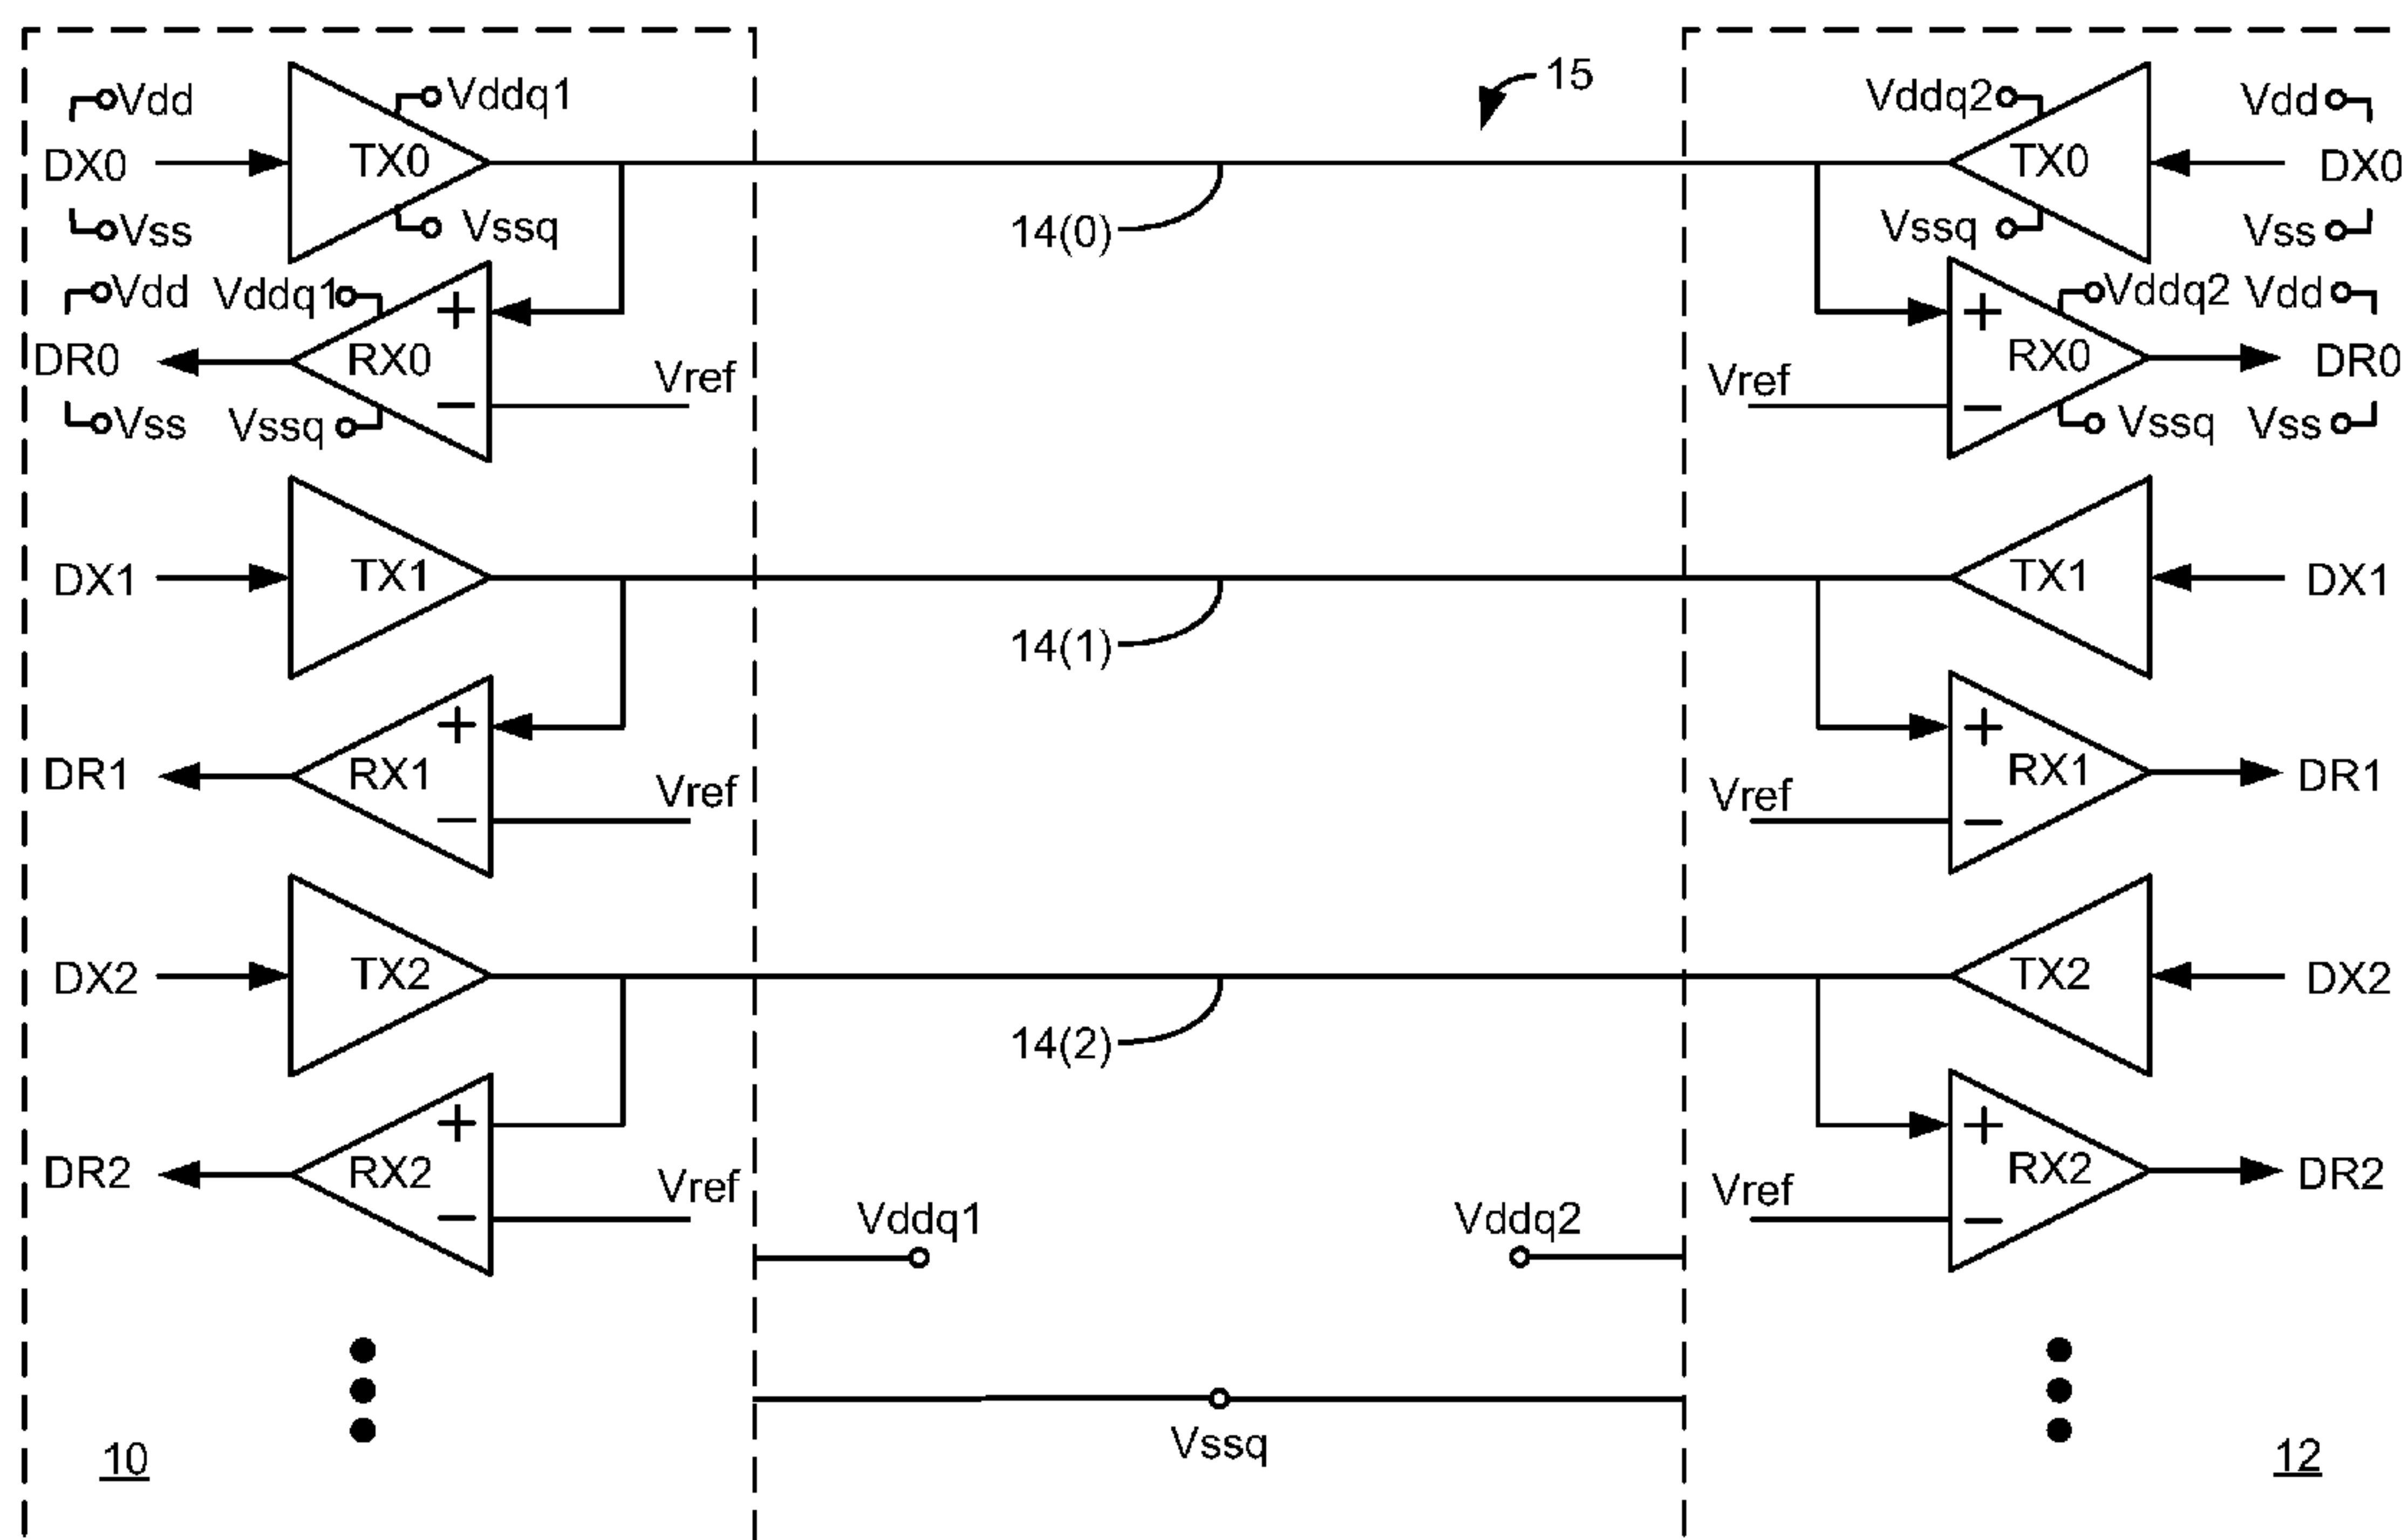 15
Vdd Vddq1 Vddq2 Vdd
DX0 TX0 TX0 DX0
Vss Vssq 14(0) Vssq Vss
Vdd Vddq1 + + Vddq2 Vdd
DR0 RX0 Vref Vref RX0 DR0
Vss Vssq − − Vssq Vss
DX1 TX1 TX1 DX1
14(1)
+ +
DR1 RX1 Vref Vref RX1 DR1
− −
DX2 TX2 TX2 DX2
14(2)
+ +
DR2 RX2 Vref Vref RX2 DR2
− Vddq1 Vddq2 −
Vssq
10 12